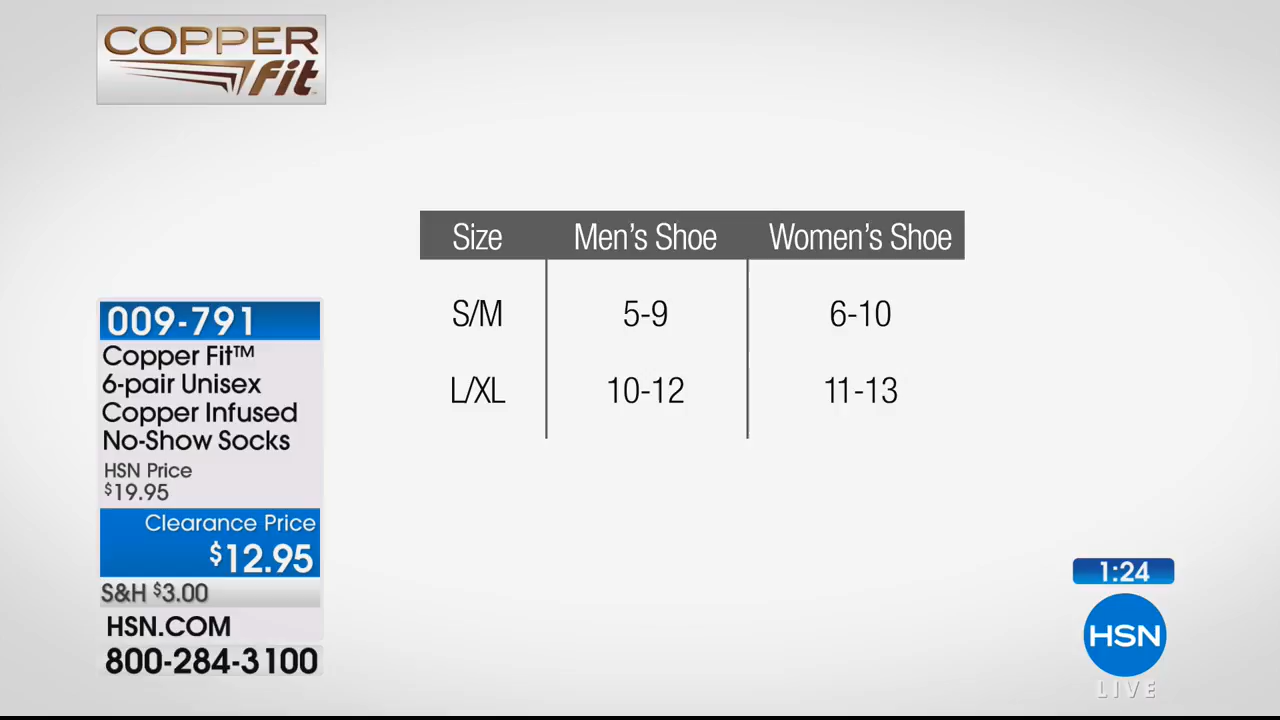 COPPER
fit
Size Men's Shoe Women's Shoe
S/M 5-9 6-10
L/XL 10-12 11-13
009-791
Copper Fit™
6-pair Unisex
Copper Infused
No-Show Socks
HSN Price
$19.95
Clearance Price
$12.95
S&H $3.00
HSN.COM
800-284-3100
1:24
HSN
LIVE